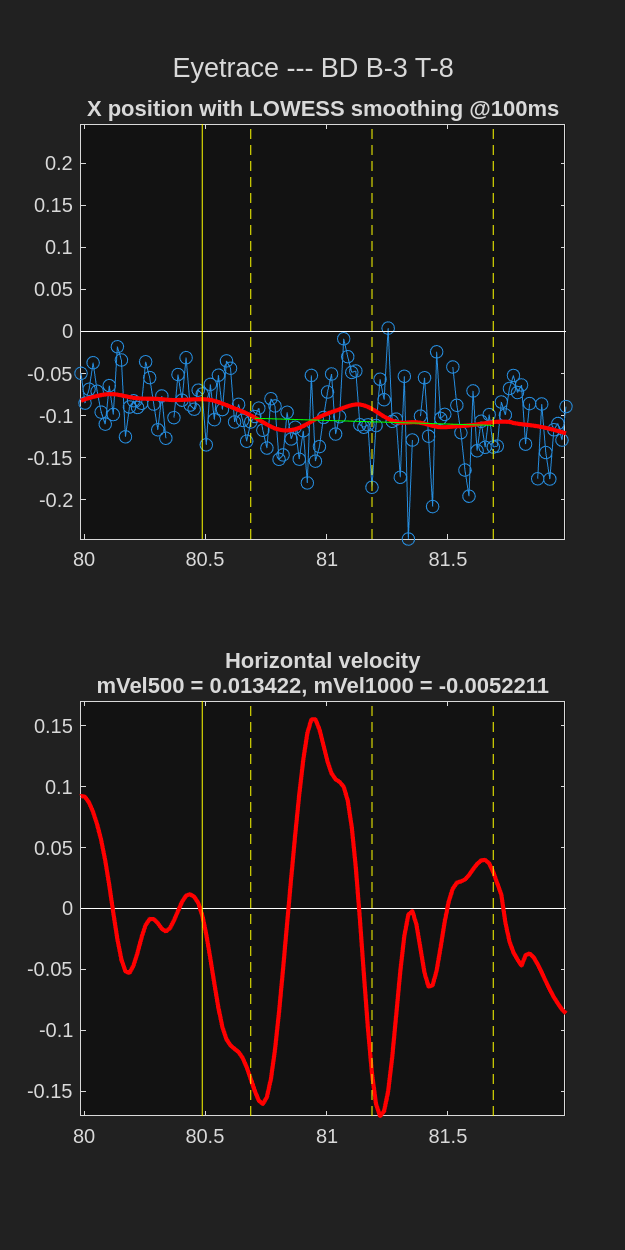 Eyetrace --- BD B-3 T-8
X position with LOWESS smoothing @100ms
0.2
0.15
0.1
0.05
0
-0.05
-0.1
-0.15
-0.2
80 80.5 81 81.5
Horizontal velocity
mVel500 = 0.013422, mVel1000 = -0.0052211
0.15
0.1
0.05
0
-0.05
-0.1
-0.15
80 80.5 81 81.5